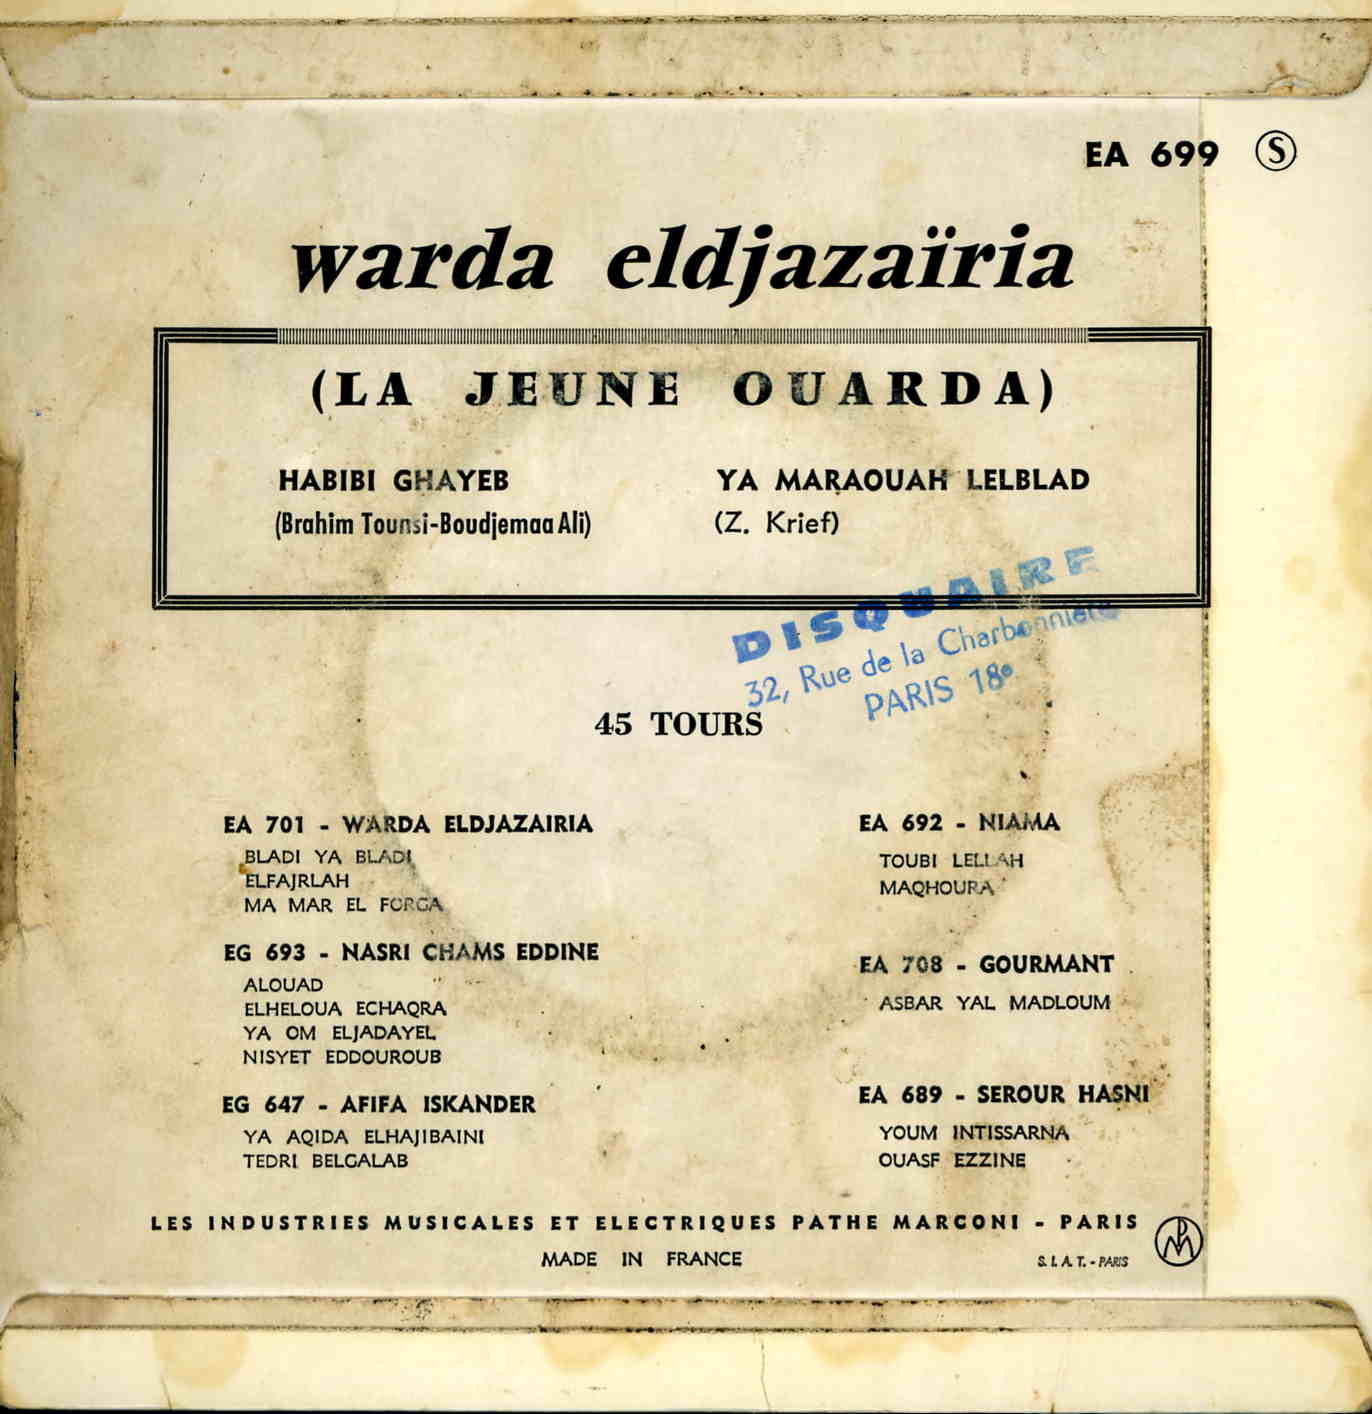 EA 699 Ⓢ
warda eldjazaïria
(LA JEUNE OUARDA)
HABIBI GHAYEB
(Brahim Tounsi-Boudjemaa Ali)
YA MARAOUAH LELBLAD
(Z. Krief)
DISQUAIRE
32, Rue de la Charbonnière
PARIS 18e
45 TOURS
EA 701 - WARDA ELDJAZAIRIA
BLADI YA BLADI
ELFAJRLAH
MA MAR EL FORGA
EG 693 - NASRI CHAMS EDDINE
ALOUAD
ELHELOUA ECHAQRA
YA OM ELJADAYEL
NISYET EDDOUROUB
EG 647 - AFIFA ISKANDER
YA AQIDA ELHAJIBAINI
TEDRI BELGALAB
EA 692 - NIAMA
TOUBI LELLAH
MAQHOURA
EA 708 - GOURMANT
ASBAR YAL MADLOUM
EA 689 - SEROUR HASNI
YOUM INTISSARNA
OUASF EZZINE
LES INDUSTRIES MUSICALES ET ELECTRIQUES PATHE MARCONI - PARIS
MADE IN FRANCE
S. I. A. T. - PARIS
PM